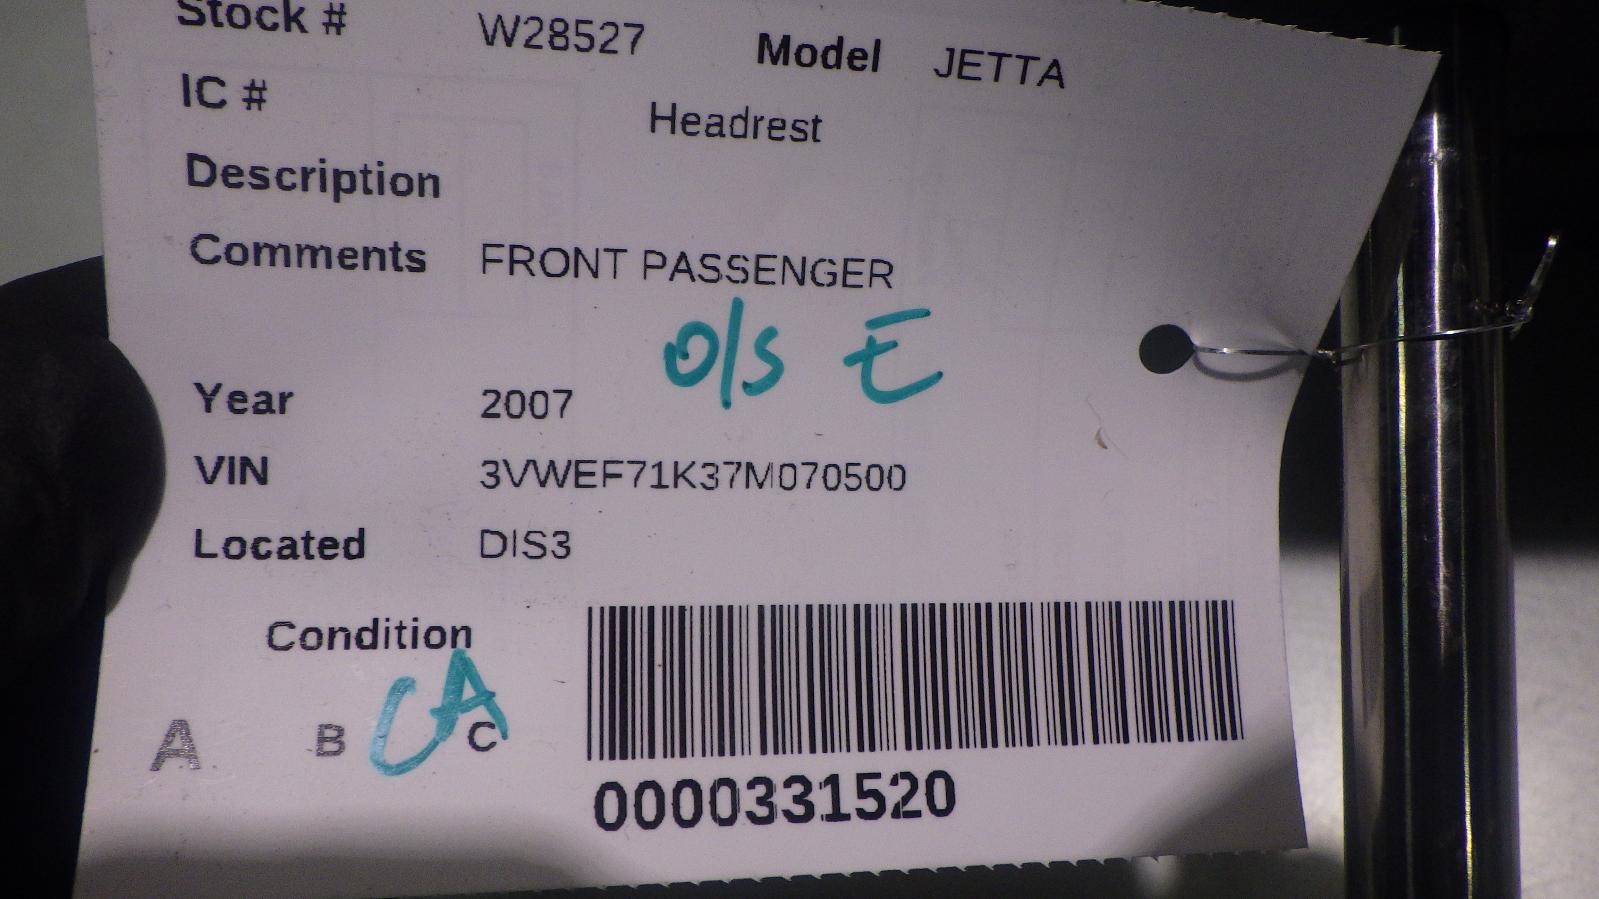 Stock # W28527 Model JETTA
IC # Headrest
Description
Comments FRONT PASSENGER
O/S E
Year 2007
VIN 3VWEF71K37M070500
Located DIS3
Condition
CA
A B C
0000331520